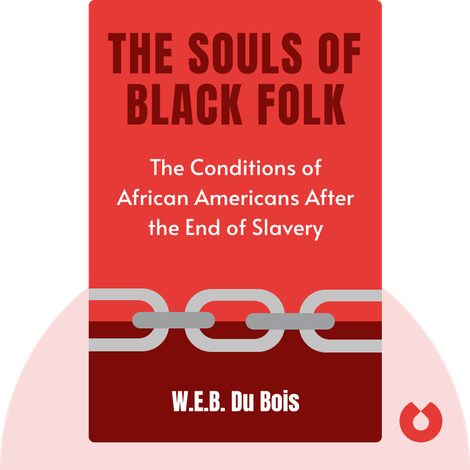 THE SOULS OF
BLACK FOLK
The Conditions of
African Americans After
the End of Slavery
W.E.B. Du Bois